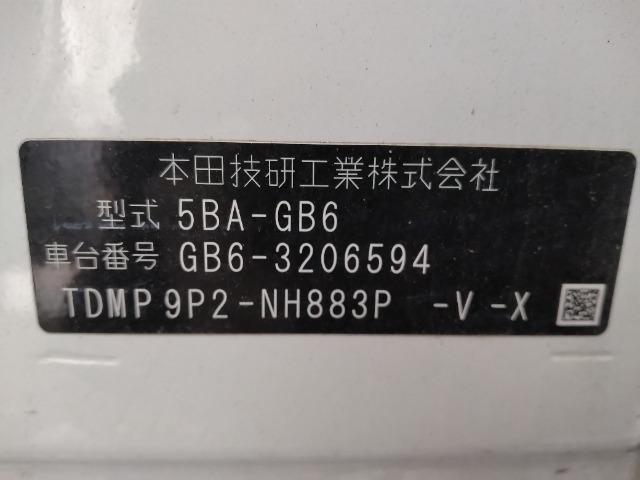 本田技研工業株式会社
型式 5BA-GB6
車台番号 GB6-3206594
TDMP 9P2-NH883P -V -X